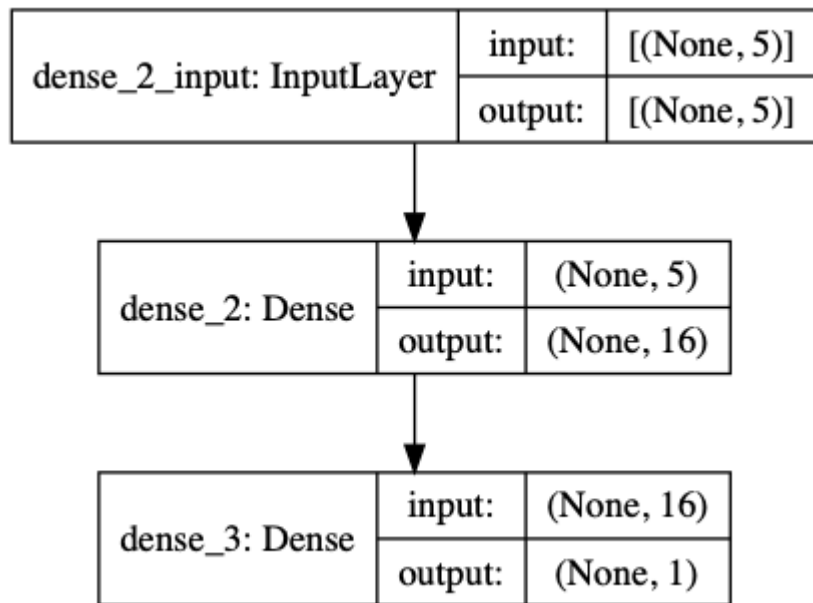 dense_2_input: InputLayer
input: [(None, 5)]
output: [(None, 5)]
dense_2: Dense
input: (None, 5)
output: (None, 16)
dense_3: Dense
input: (None, 16)
output: (None, 1)